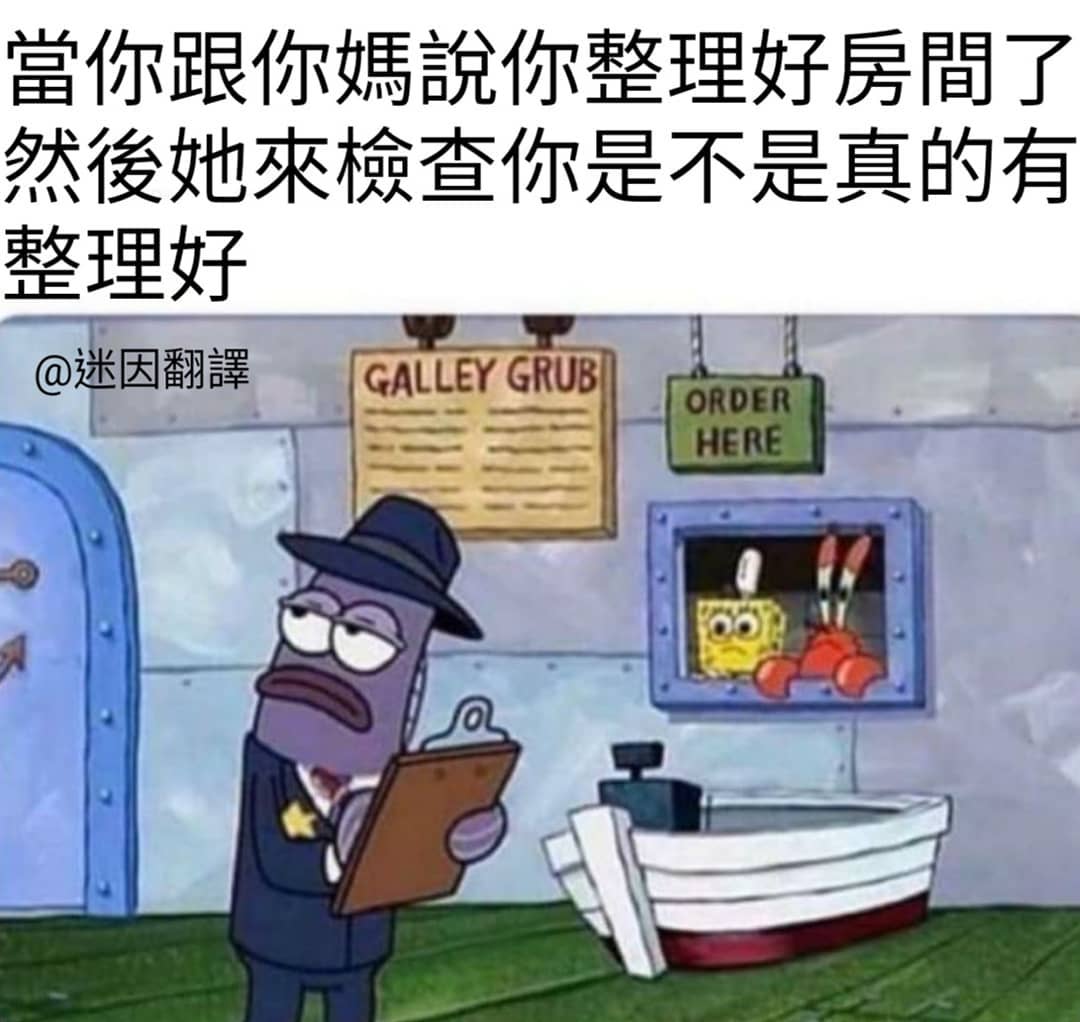 當你跟你媽說你整理好房間了
然後她來檢查你是不是真的有
整理好
@迷因翻譯
GALLEY GRUB
ORDER
HERE